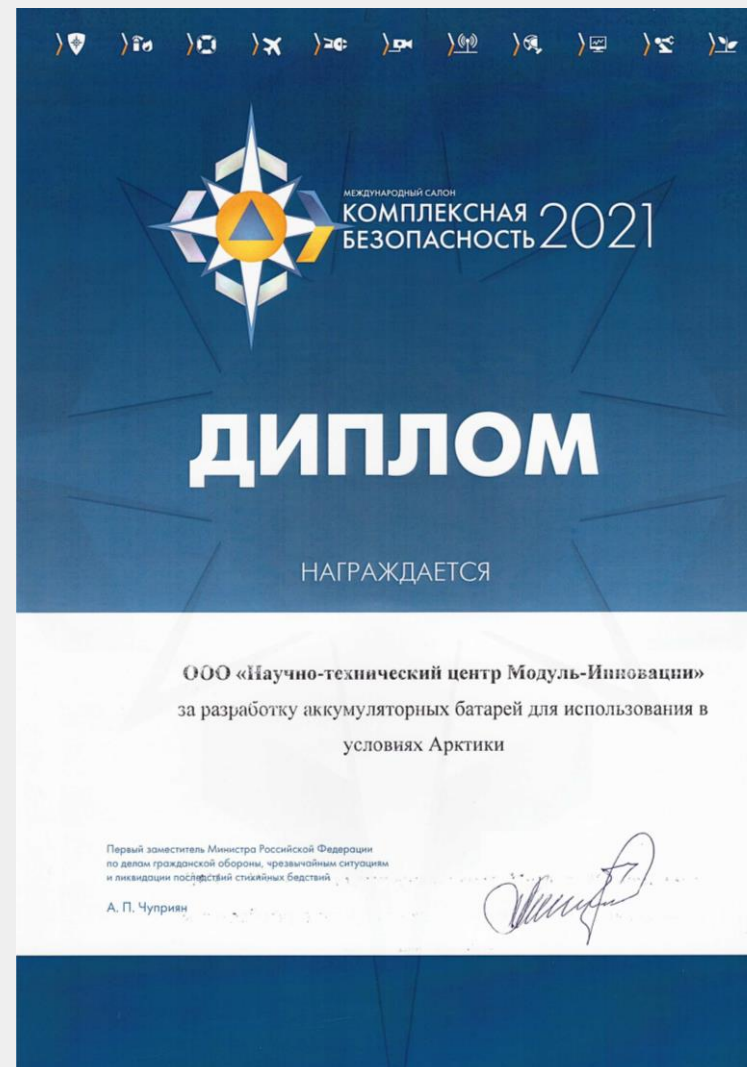 МЕЖДУНАРОДНЫЙ САЛОН
КОМПЛЕКСНАЯ
БЕЗОПАСНОСТЬ 2021
ДИПЛОМ
НАГРАЖДАЕТСЯ
ООО «Научно-технический центр Модуль-Инновации»
за разработку аккумуляторных батарей для использования в
условиях Арктики
Первый заместитель Министра Российской Федерации
по делам гражданской обороны, чрезвычайным ситуациям
и ликвидации последствий стихийных бедствий
А. П. Чуприян